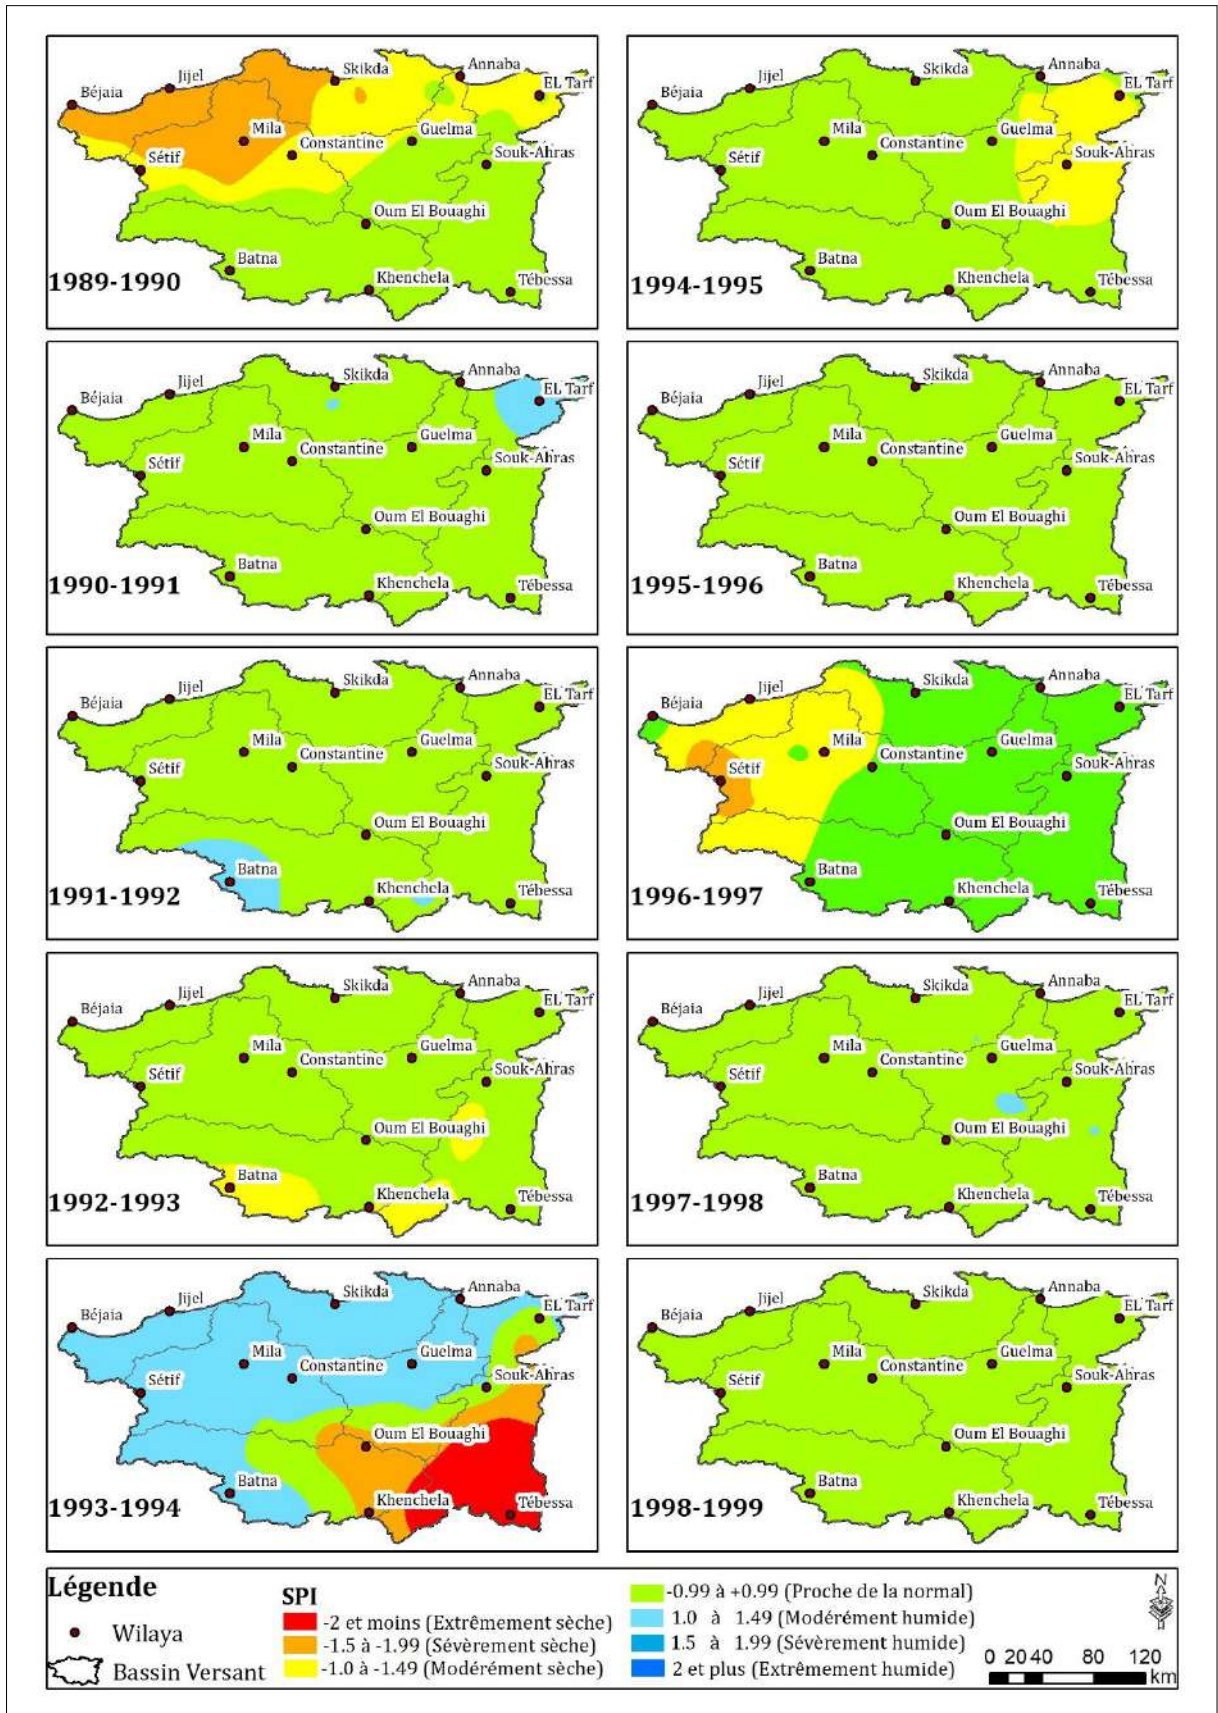 Béjaia
Jijel
Skikda
Annaba
EL Tarf
Mila
Constantine
Guelma
Sétif
Souk-Ahras
Oum El Bouaghi
Batna
Khenchela
Tébessa
1989-1990
Béjaia
Jijel
Skikda
Annaba
EL Tarf
Mila
Constantine
Guelma
Sétif
Souk-Ahras
Oum El Bouaghi
Batna
Khenchela
Tébessa
1994-1995
Béjaia
Jijel
Skikda
Annaba
EL Tarf
Mila
Constantine
Guelma
Sétif
Souk-Ahras
Oum El Bouaghi
Batna
Khenchela
Tébessa
1990-1991
Béjaia
Jijel
Skikda
Annaba
EL Tarf
Mila
Constantine
Guelma
Sétif
Souk-Ahras
Oum El Bouaghi
Batna
Khenchela
Tébessa
1995-1996
Béjaia
Jijel
Skikda
Annaba
EL Tarf
Mila
Constantine
Guelma
Sétif
Souk-Ahras
Oum El Bouaghi
Batna
Khenchela
Tébessa
1991-1992
Béjaia
Jijel
Skikda
Annaba
EL Tarf
Mila
Constantine
Guelma
Sétif
Souk-Ahras
Oum El Bouaghi
Batna
Khenchela
Tébessa
1996-1997
Béjaia
Jijel
Skikda
Annaba
EL Tarf
Mila
Constantine
Guelma
Sétif
Souk-Ahras
Oum El Bouaghi
Batna
Khenchela
Tébessa
1992-1993
Béjaia
Jijel
Skikda
Annaba
EL Tarf
Mila
Constantine
Guelma
Sétif
Souk-Ahras
Oum El Bouaghi
Batna
Khenchela
Tébessa
1997-1998
Béjaia
Jijel
Skikda
Annaba
EL Tarf
Mila
Constantine
Guelma
Sétif
Souk-Ahras
Oum El Bouaghi
Batna
Khenchela
Tébessa
1993-1994
Béjaia
Jijel
Skikda
Annaba
EL Tarf
Mila
Constantine
Guelma
Sétif
Souk-Ahras
Oum El Bouaghi
Batna
Khenchela
Tébessa
1998-1999
Légende
Wilaya
Bassin Versant
SPI
-2 et moins (Extrêmement sèche)
-1.5 à -1.99 (Sévèrement sèche)
-1.0 à -1.49 (Modérément sèche)
-0.99 à +0.99 (Proche de la normal)
1.0 à 1.49 (Modérément humide)
1.5 à 1.99 (Sévèrement humide)
2 et plus (Extrêmement humide)
N
0 20 40 80 120
km